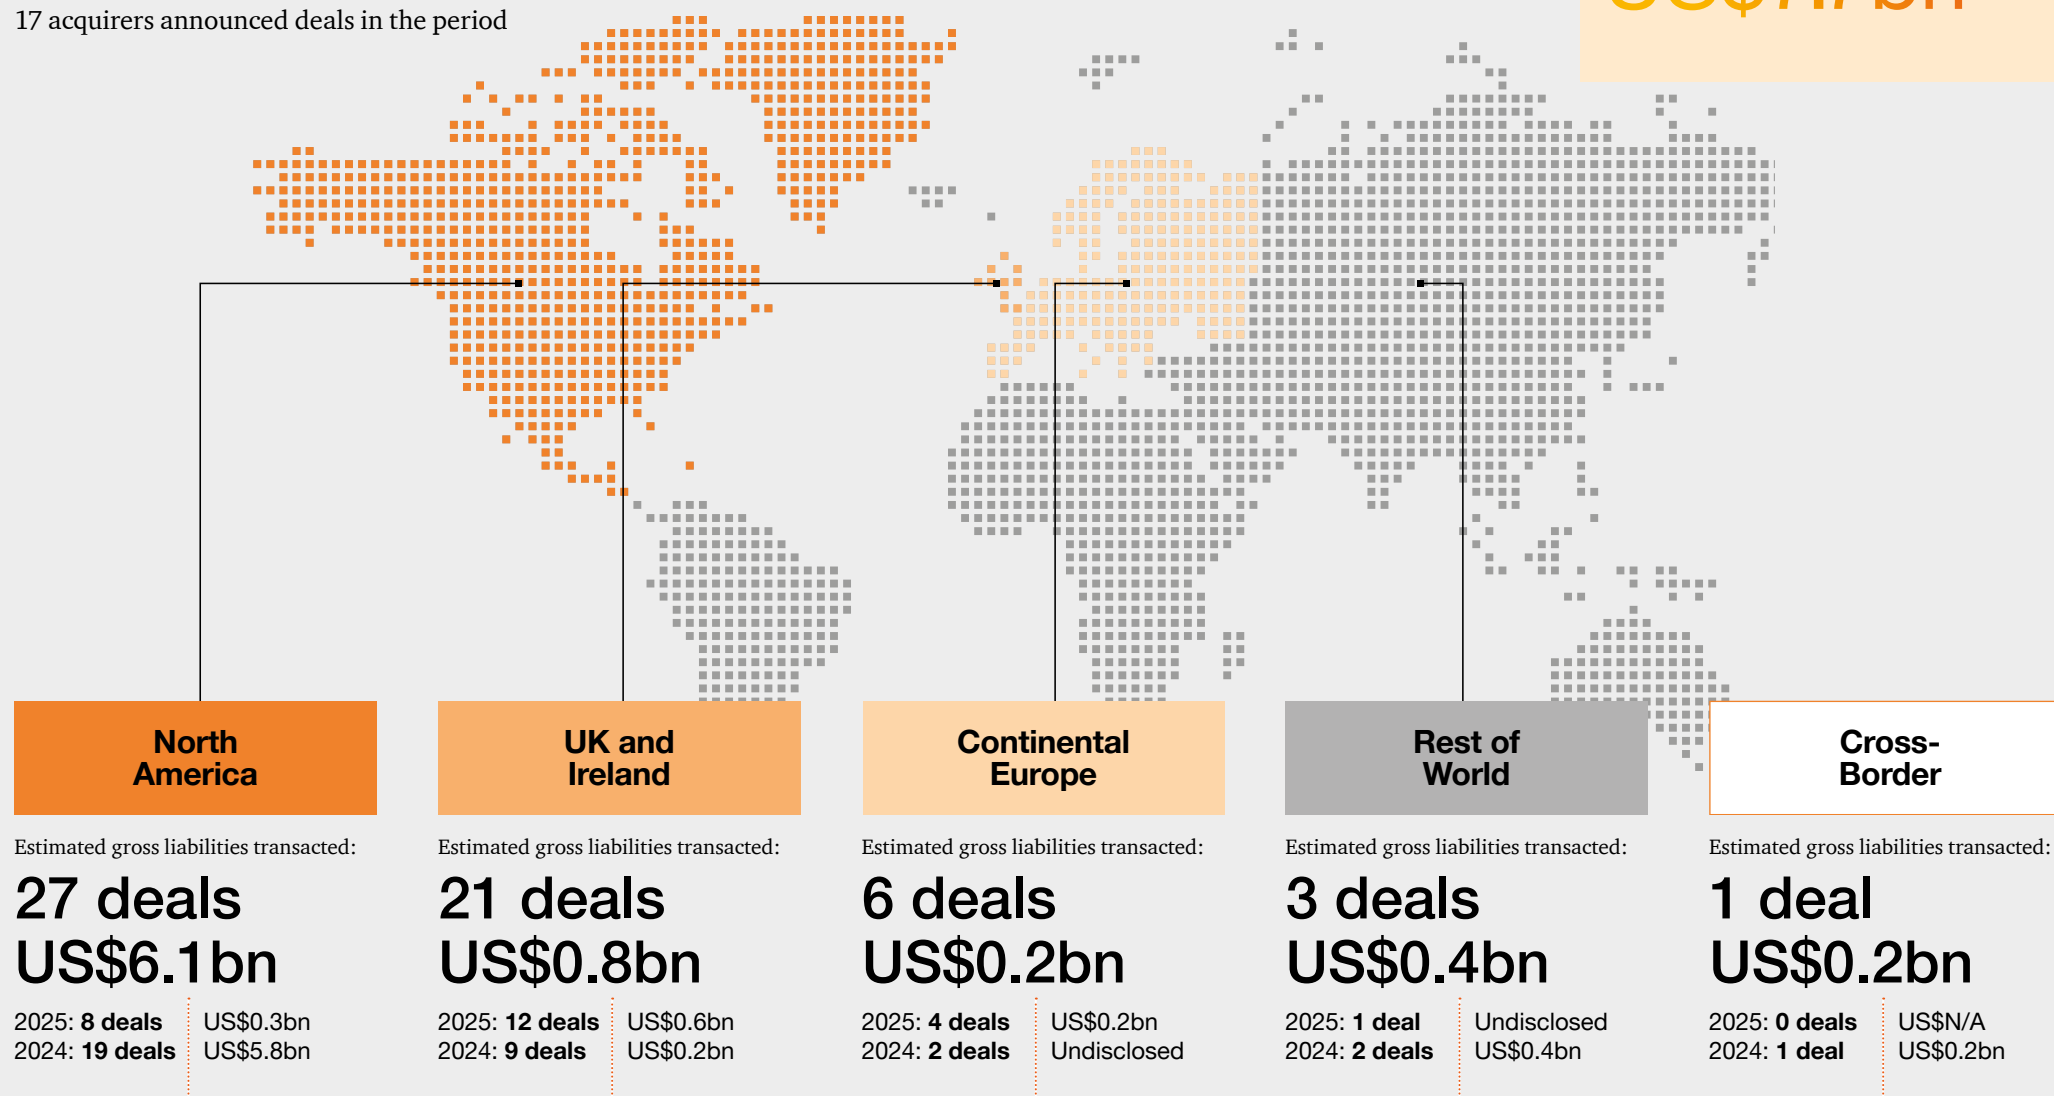 17 acquirers announced deals in the period
North
America
UK and
Ireland
Continental
Europe
Rest of
World
Cross-
Border
Estimated gross liabilities transacted:
27 deals
US$6.1bn
2025: 8 deals US$0.3bn
2024: 19 deals US$5.8bn
Estimated gross liabilities transacted:
21 deals
US$0.8bn
2025: 12 deals US$0.6bn
2024: 9 deals US$0.2bn
Estimated gross liabilities transacted:
6 deals
US$0.2bn
2025: 4 deals US$0.2bn
2024: 2 deals Undisclosed
Estimated gross liabilities transacted:
3 deals
US$0.4bn
2025: 1 deal Undisclosed
2024: 2 deals US$0.4bn
Estimated gross liabilities transacted:
1 deal
US$0.2bn
2025: 0 deals US$N/A
2024: 1 deal US$0.2bn